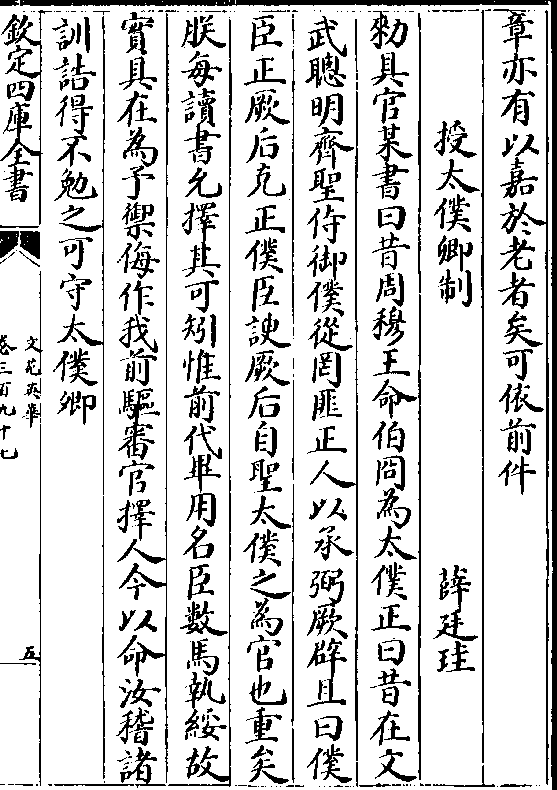 章亦有以嘉於老者矣可依前件
授太僕卿制 薛廷珪
勑具官某書曰昔周穆王命伯冏為太僕正曰昔在文
武聰明齊聖侍御僕從罔匪正人以承弼厥辟且曰僕
臣正厥后克正僕臣諛厥后自聖太僕之為官也重矣
朕每讀書允擇其可矧惟前代畢用名臣數馬執綏故
實具在為予禦侮作我前驅審官擇人今以命汝稽諸
訓誥得不勉之可守太僕卿
欽定四庫全書
文苑英華
卷三百九十七
五